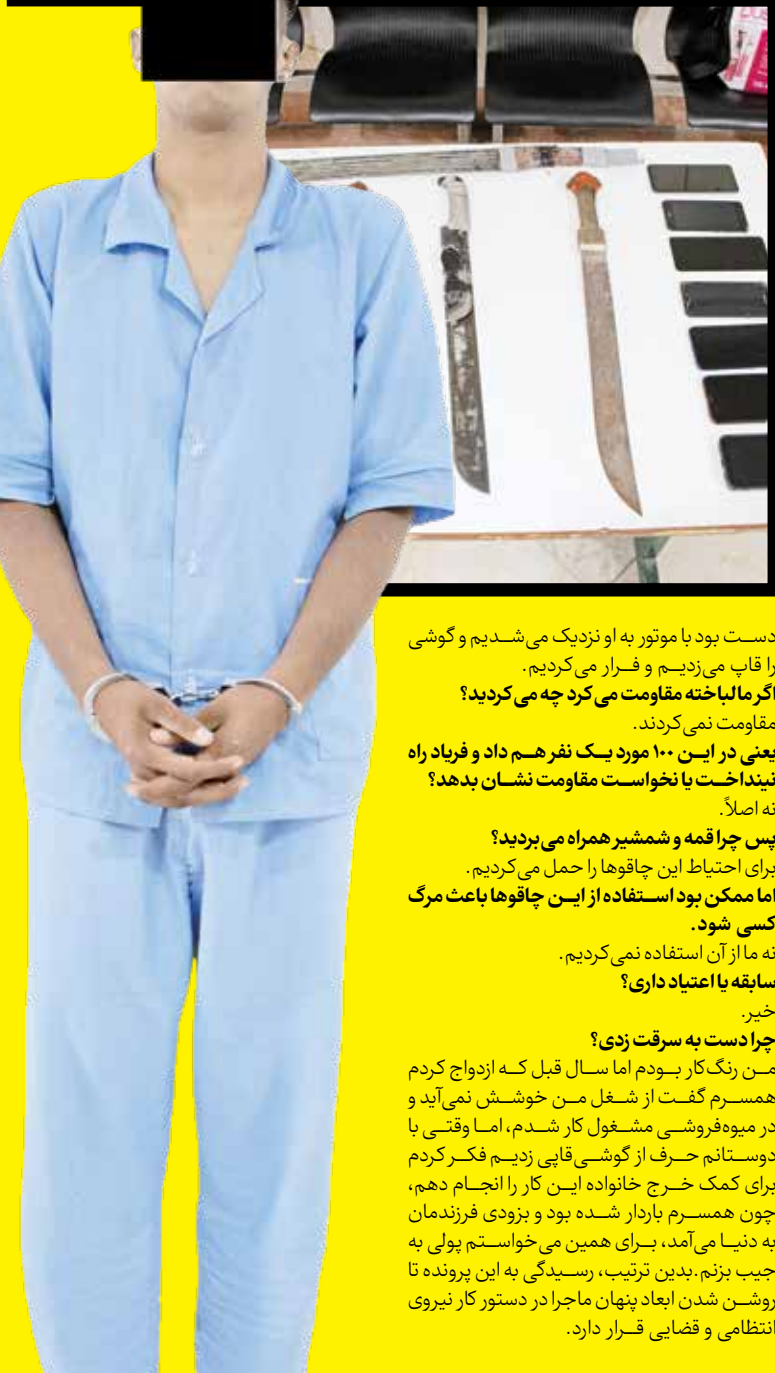 دست بود با موتور به او نزدیک می‌شدیم و گوشی
را قاپ می‌زدیم و فرار می‌کردیم.
اگر مالباخته مقاومت می‌کرد چه می‌کردید؟
مقاومت نمی‌کردند.
یعنی در این ۱۰۰ مورد یک نفر هم داد و فریاد راه
نینداخت یا نخواست مقاومت نشان بدهد؟
نه اصلاً.
پس چرا قمه و شمشیر همراه می‌بردید؟
برای احتیاط این چاقوها را حمل می‌کردیم.
اما ممکن بود استفاده از این چاقوها باعث مرگ
کسی شود.
نه ما از آن استفاده نمی‌کردیم.
سابقه یا اعتیاد داری؟
خیر.
چرا دست به سرقت زدی؟
من رنگ‌کار بودم اما سال قبل که ازدواج کردم
همسرم گفت از شغل من خوشش نمی‌آید و
در میوه‌فروشی مشغول کار شدم، اما وقتی با
دوستانم حرف از گوشی‌قاپی زدیم فکر کردم
برای کمک خرج خانواده این کار را انجام دهم،
چون همسرم باردار شده بود و بزودی فرزندمان
به دنیا می‌آمد، برای همین می‌خواستم پولی به
جیب بزنم.بدین ترتیب، رسیدگی به این پرونده تا
روشن شدن ابعاد پنهان ماجرا در دستور کار نیروی
انتظامی و قضایی قرار دارد.